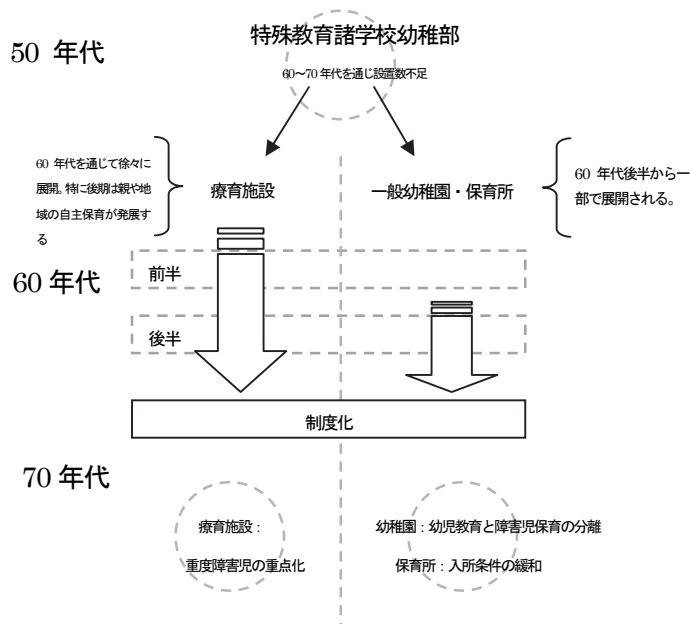 50 年代
特殊教育諸学校幼稚部
60～70 年代を通じ設置数不足
60 年代を通じて徐々に
展開。特に後期は親や地
域の自主保育が発展す
る
療育施設
一般幼稚園・保育所
60 年代後半から一
部で展開される。
60 年代
前半
後半
制度化
70 年代
療育施設：
重度障害児の重点化
幼稚園：幼児教育と障害児保育の分離
保育所：入所条件の緩和